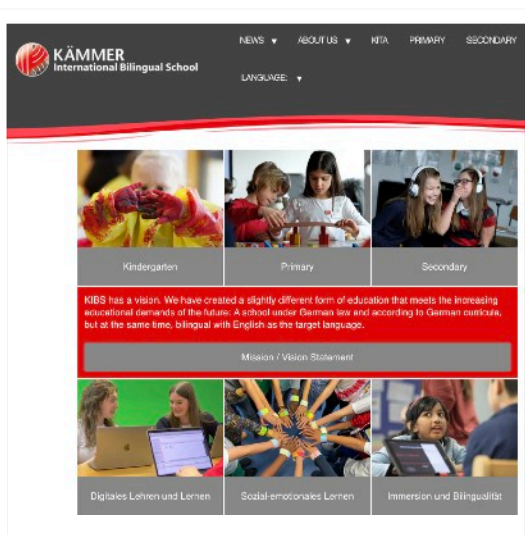 NEWS ▼ ABOUT US ▼ KITA PRIMARY SECONDARY
KÄMMER
International Bilingual School
LANGUAGE: ▼
Kindergarten Primary Secondary
KIBS has a vision. We have created a slightly different form of education that meets the increasing
educational demands of the future: A school under German law and according to German curricula,
but at the same time, bilingual with English as the target language.
Mission / Vision Statement
Digitales Lehren und Lernen Sozial-emotionales Lernen Immersion und Bilingualität